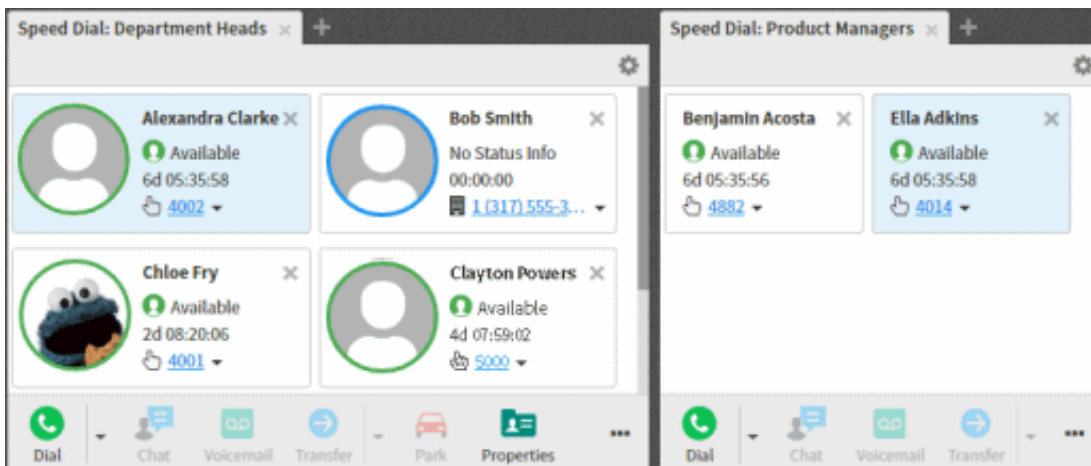 Speed Dial: Department Heads
Alexandra Clarke
Available
6d 05:35:58
4002
Bob Smith
No Status Info
00:00:00
1 (317) 555-3...
Chloe Fry
Available
2d 08:20:06
4001
Clayton Powers
Available
4d 07:59:02
5000
Dial
Chat
Voicemail
Transfer
Park
Properties
Speed Dial: Product Managers
Benjamin Acosta
Available
6d 05:35:56
4882
Ella Adkins
Available
6d 05:35:58
4014
Dial
Chat
Voicemail
Transfer